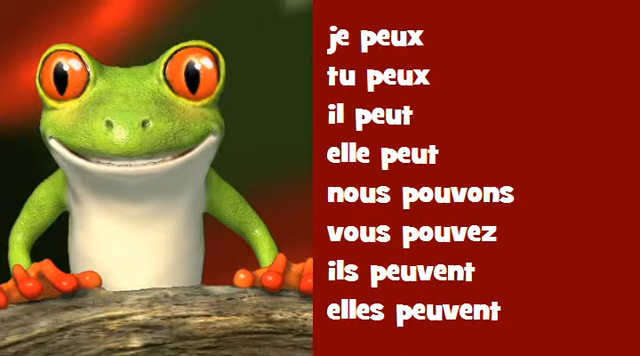 je peux
tu peux
il peut
elle peut
nous pouvons
vous pouvez
ils peuvent
elles peuvent